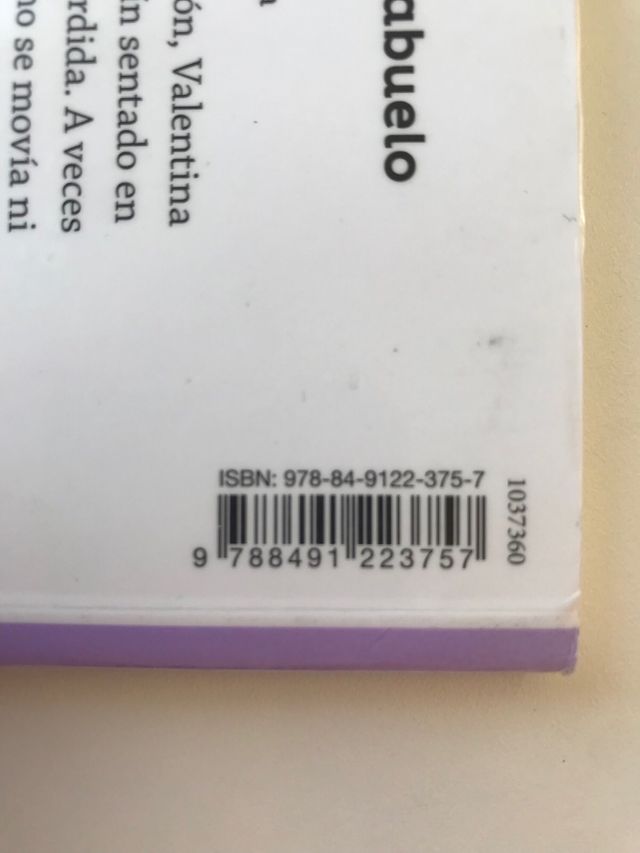 abuelo
ón, Valentina
ín sentado en
rdida. A veces
no se movía ni
ISBN: 978-84-9122-375-7
9 788491 223757
1037360